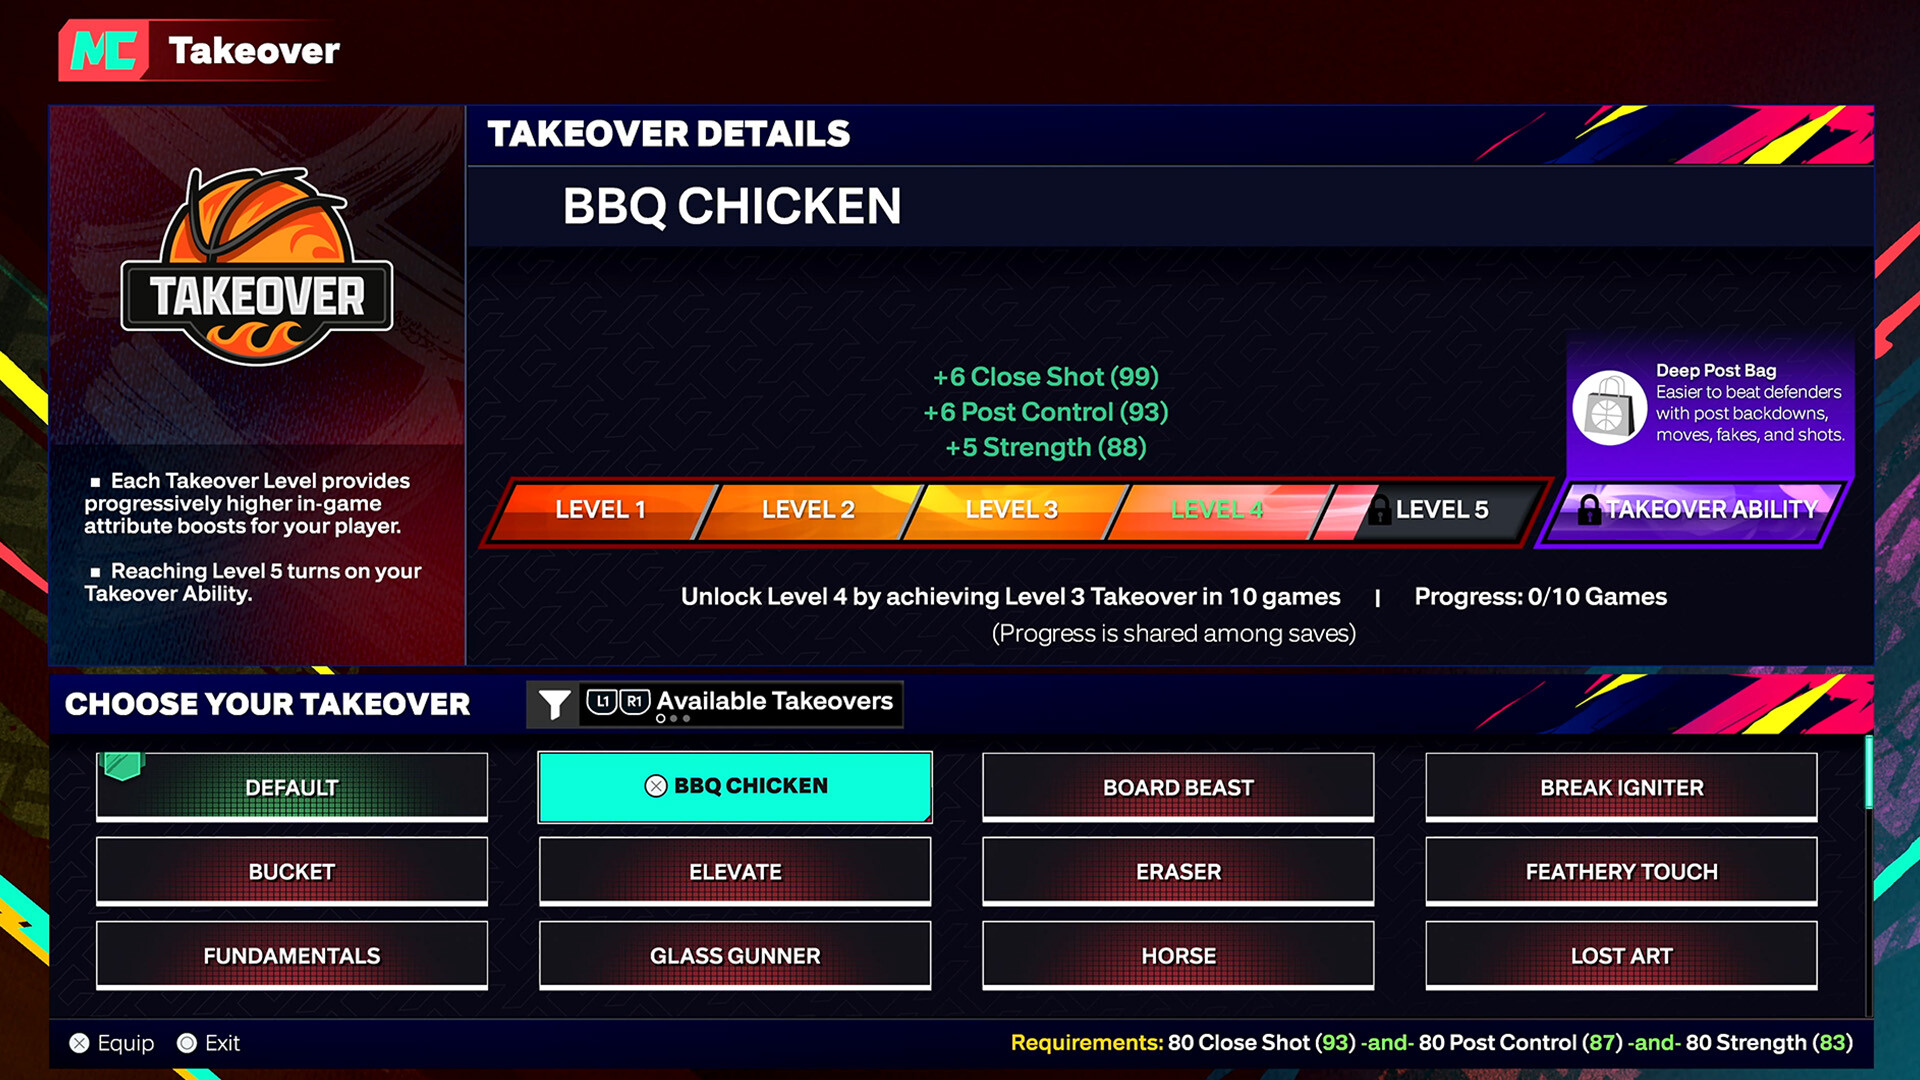 MC Takeover
TAKEOVER
TAKEOVER DETAILS
BBQ CHICKEN
+6 Close Shot (99)
+6 Post Control (93)
+5 Strength (88)
Deep Post Bag
Easier to beat defenders
with post backdowns,
moves, fakes, and shots.
LEVEL 1
LEVEL 2
LEVEL 3
LEVEL 4
LEVEL 5
TAKEOVER ABILITY
Unlock Level 4 by achieving Level 3 Takeover in 10 games | Progress: 0/10 Games
(Progress is shared among saves)
▪ Each Takeover Level provides
progressively higher in-game
attribute boosts for your player.
▪ Reaching Level 5 turns on your
Takeover Ability.
CHOOSE YOUR TAKEOVER
L1 R1 Available Takeovers
DEFAULT
BBQ CHICKEN
BOARD BEAST
BREAK IGNITER
BUCKET
ELEVATE
ERASER
FEATHERY TOUCH
FUNDAMENTALS
GLASS GUNNER
HORSE
LOST ART
Equip
Exit
Requirements: 80 Close Shot (93) -and- 80 Post Control (87) -and- 80 Strength (83)